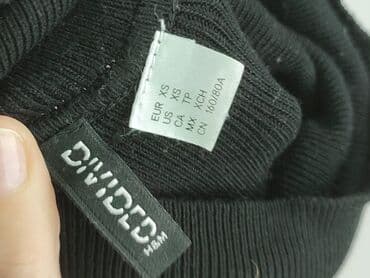 EUR XS
US XS
CA TP
MX XCH
CN 160/80A
DIVIDED
H&M